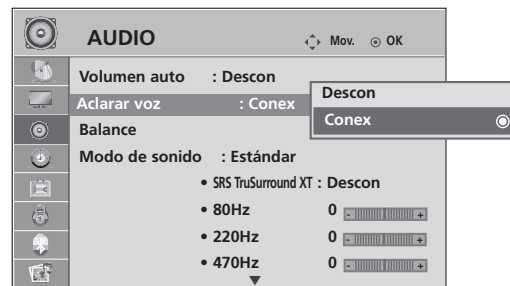 AUDIO Mov. OK
Volumen auto : Descon
Aclarar voz : Conex
Descon
Conex
Balance
Modo de sonido : Estándar
• SRS TruSurround XT : Descon
• 80Hz 0 - +
• 220Hz 0 - +
• 470Hz 0 - +